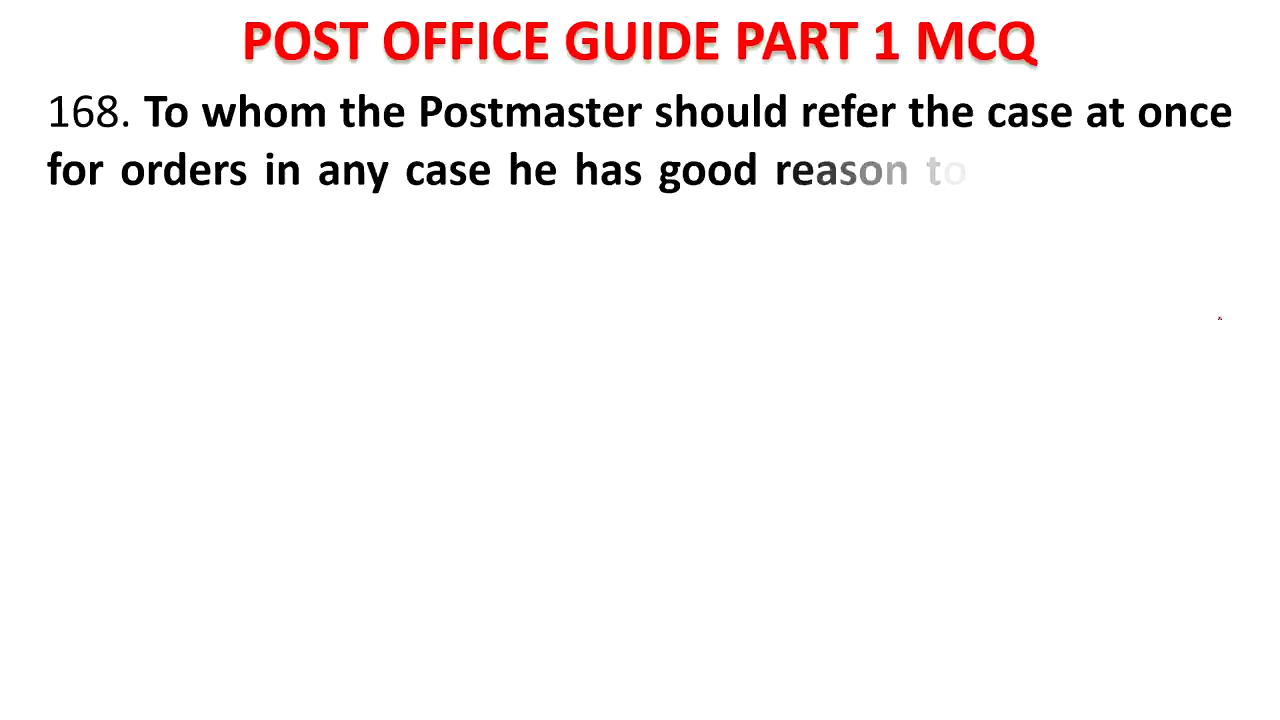 POST OFFICE GUIDE PART 1 MCQ
168. To whom the Postmaster should refer the case at once
for orders in any case he has good reason to